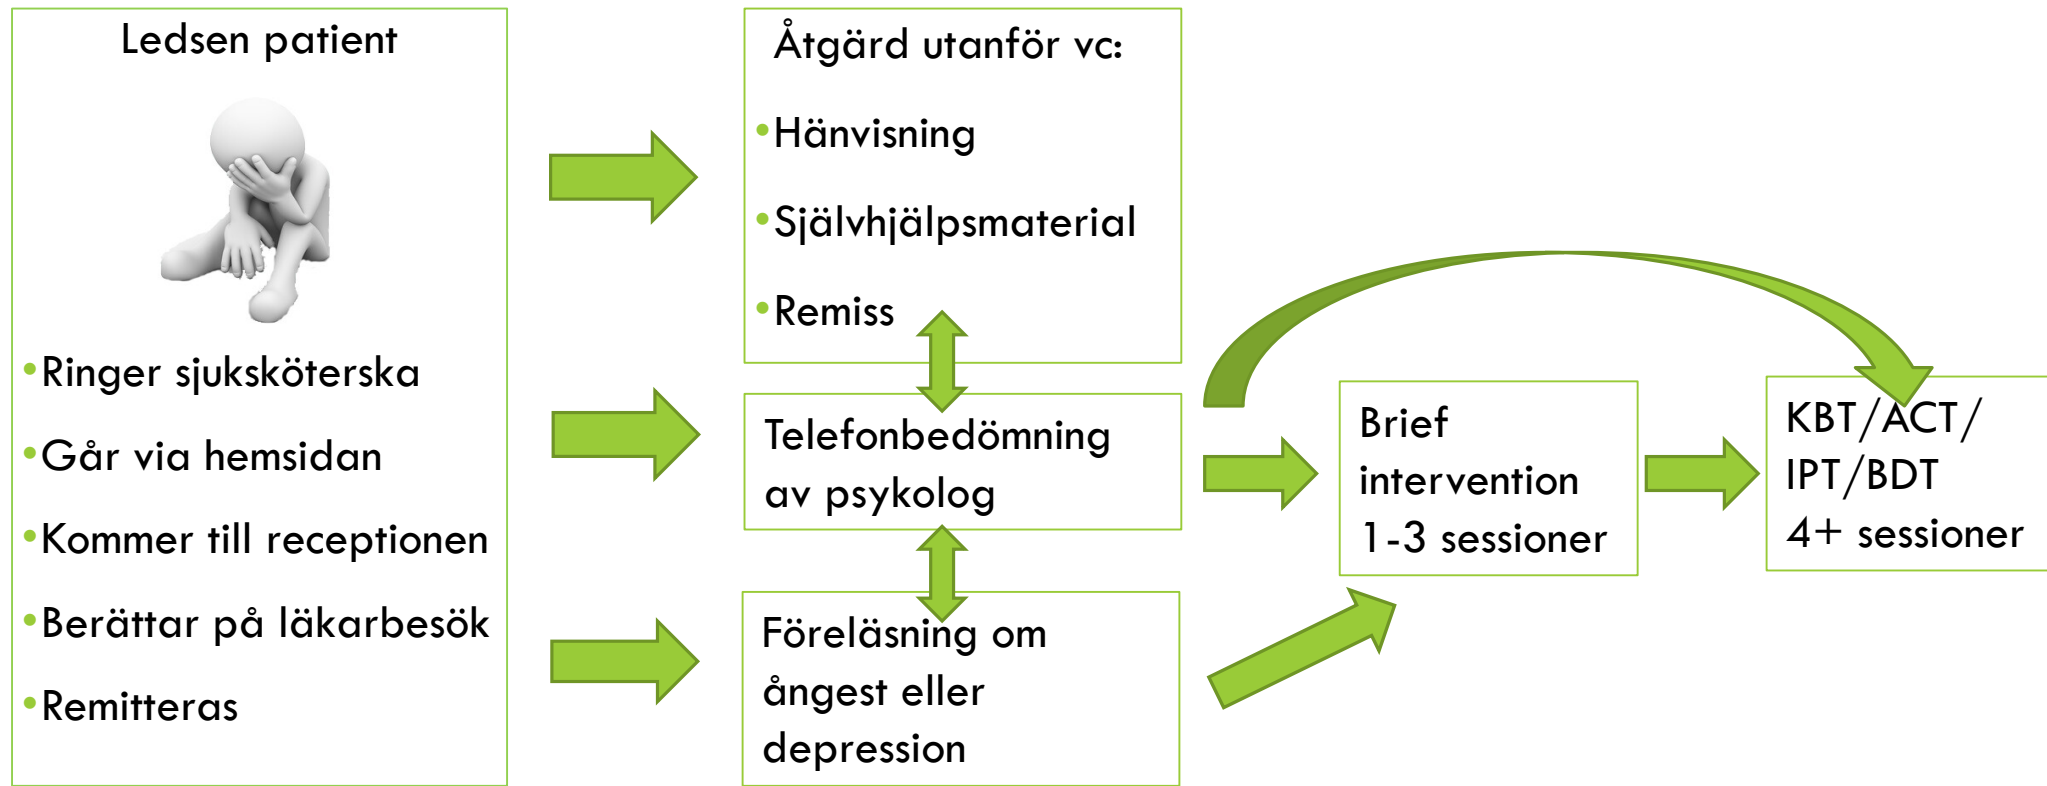 Ledsen patient
•Ringer sjuksköterska
•Går via hemsidan
•Kommer till receptionen
•Berättar på läkarbesök
•Remitteras
Åtgärd utanför vc:
•Hänvisning
•Självhjälpsmaterial
•Remiss
Telefonbedömning
av psykolog
Föreläsning om
ångest eller
depression
Brief
intervention
1-3 sessioner
KBT/ACT/
IPT/BDT
4+ sessioner